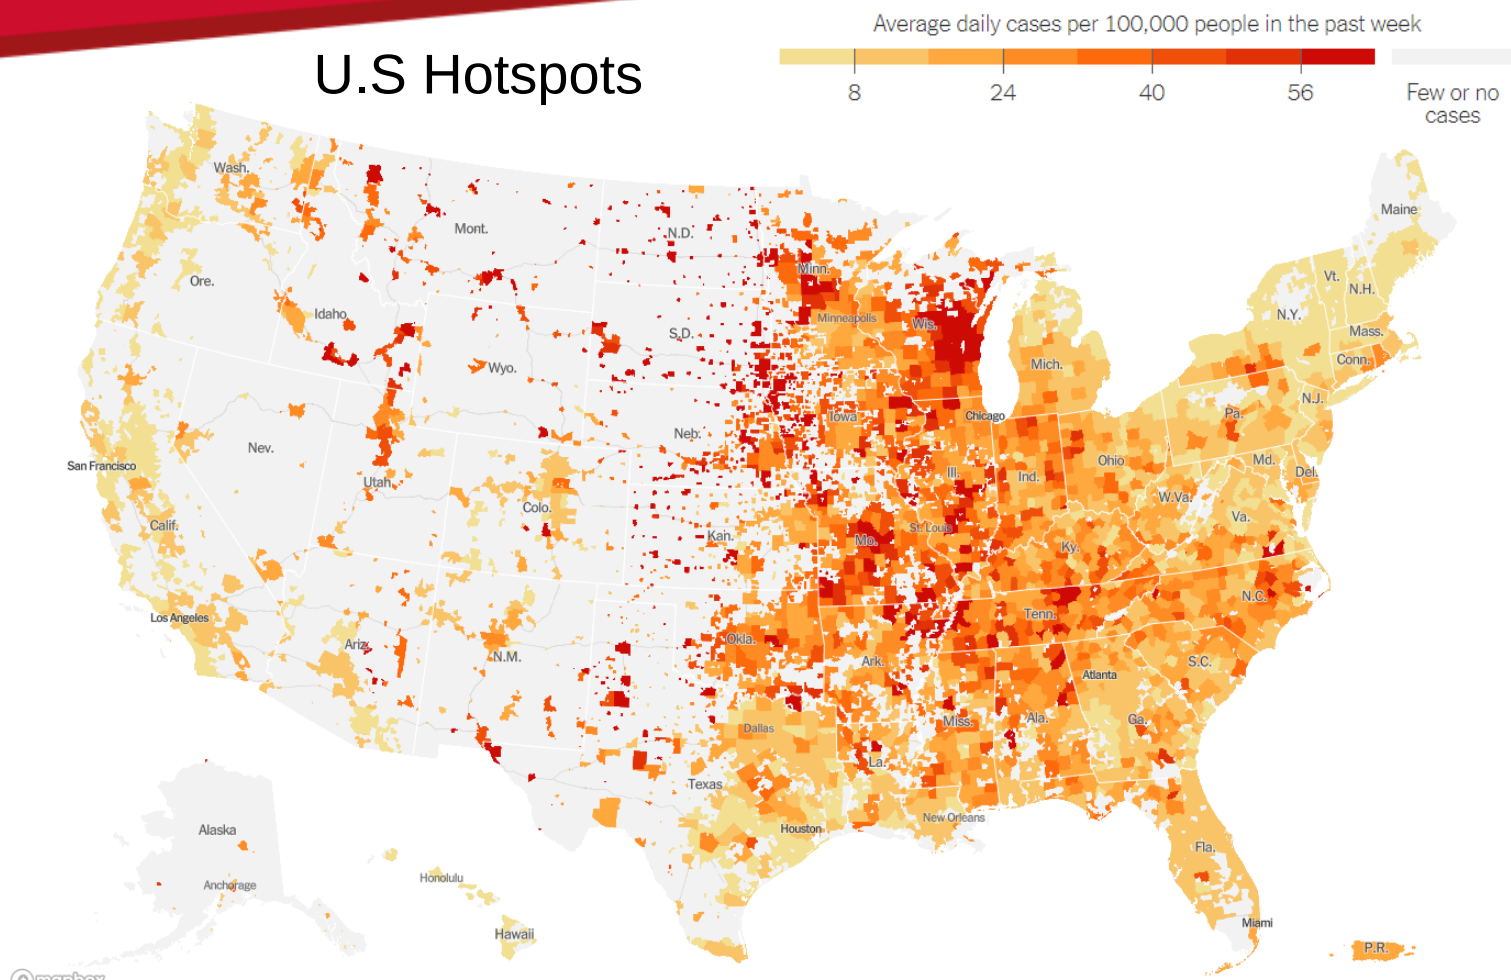 Average daily cases per 100,000 people in the past week
U.S Hotspots
8
24
40
56
Few or no
cases
Wash.
Mont.
N.D.
Minn.
Maine
Ore.
Idaho
S.D.
Minneapolis
Wis.
Vt.
N.H.
N.Y.
Mass.
Wyo.
Mich.
Conn.
N.J.
Nev.
Neb.
Iowa
Chicago
Pa.
San Francisco
Utah
Colo.
Ill.
Ind.
Ohio
Md.
Del.
W.Va.
Va.
Calif.
Kan.
Mo.
St. Louis
Ky.
Los Angeles
Ariz.
N.M.
Okla.
Ark.
Tenn.
N.C.
S.C.
Atlanta
Dallas
Miss.
Ala.
Ga.
Texas
La.
Houston
New Orleans
Fla.
Miami
Alaska
Anchorage
Honolulu
Hawaii
P.R.
mapbox